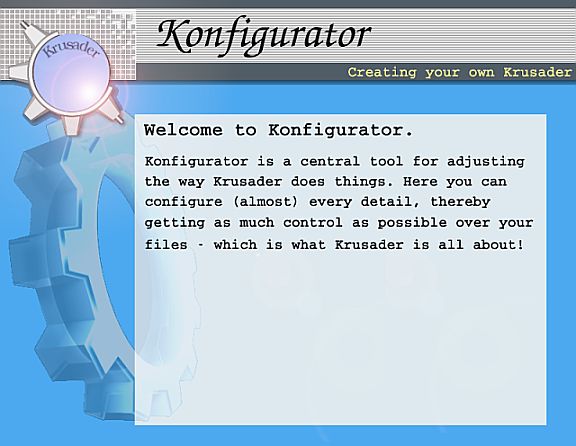 Konfigurator
Krusader
Creating your own Krusader
Welcome to Konfigurator.
Konfigurator is a central tool for adjusting
the way Krusader does things. Here you can
configure (almost) every detail, thereby
getting as much control as possible over your
files - which is what Krusader is all about!